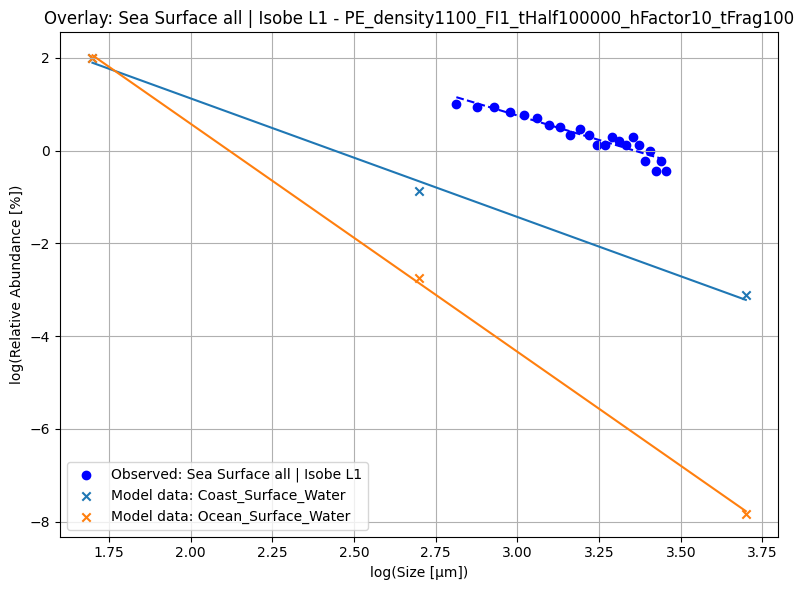 Overlay: Sea Surface all | Isobe L1 - PE_density1100_FI1_tHalf100000_hFactor10_tFrag100
log(Relative Abundance [%])
2
0
−2
−4
−6
−8
Observed: Sea Surface all | Isobe L1
Model data: Coast_Surface_Water
Model data: Ocean_Surface_Water
1.75 2.00 2.25 2.50 2.75 3.00 3.25 3.50 3.75
log(Size [µm])